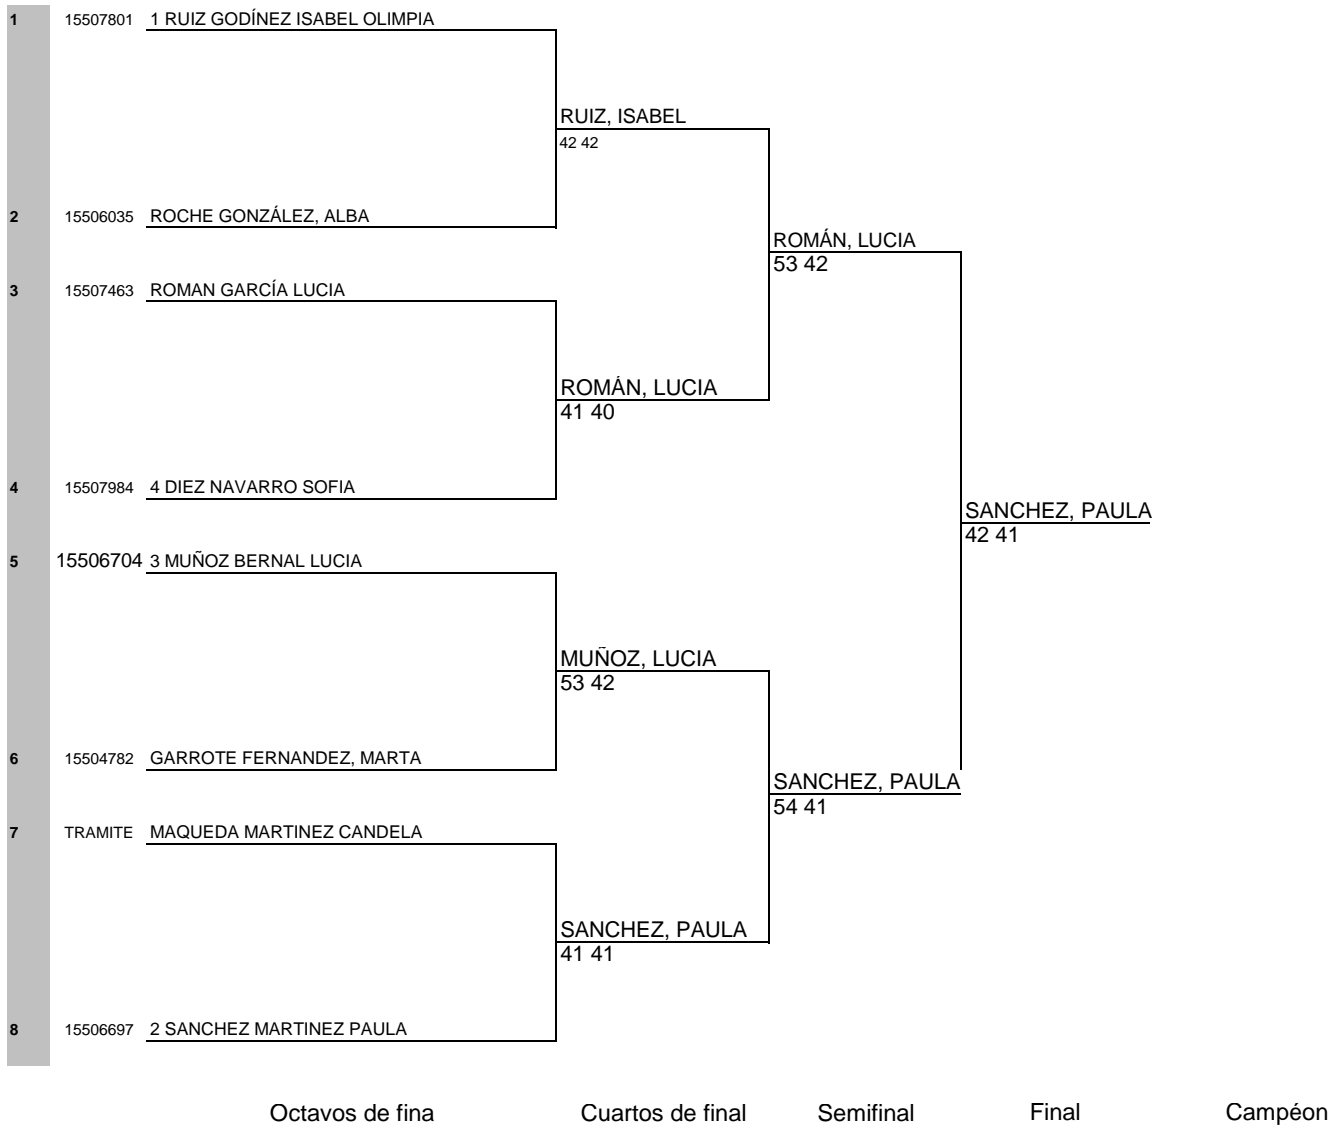 1 15507801 1 RUIZ GODÍNEZ ISABEL OLIMPIA
RUIZ, ISABEL
42 42
2 15506035 ROCHE GONZÁLEZ, ALBA
ROMÁN, LUCIA
53 42
3 15507463 ROMAN GARCÍA LUCIA
ROMÁN, LUCIA
41 40
4 15507984 4 DIEZ NAVARRO SOFIA
SANCHEZ, PAULA
42 41
5 15506704 3 MUÑOZ BERNAL LUCIA
MUÑOZ, LUCIA
53 42
6 15504782 GARROTE FERNANDEZ, MARTA
SANCHEZ, PAULA
54 41
7 TRAMITE MAQUEDA MARTINEZ CANDELA
SANCHEZ, PAULA
41 41
8 15506697 2 SANCHEZ MARTINEZ PAULA
Octavos de fina Cuartos de final Semifinal Final Campéon